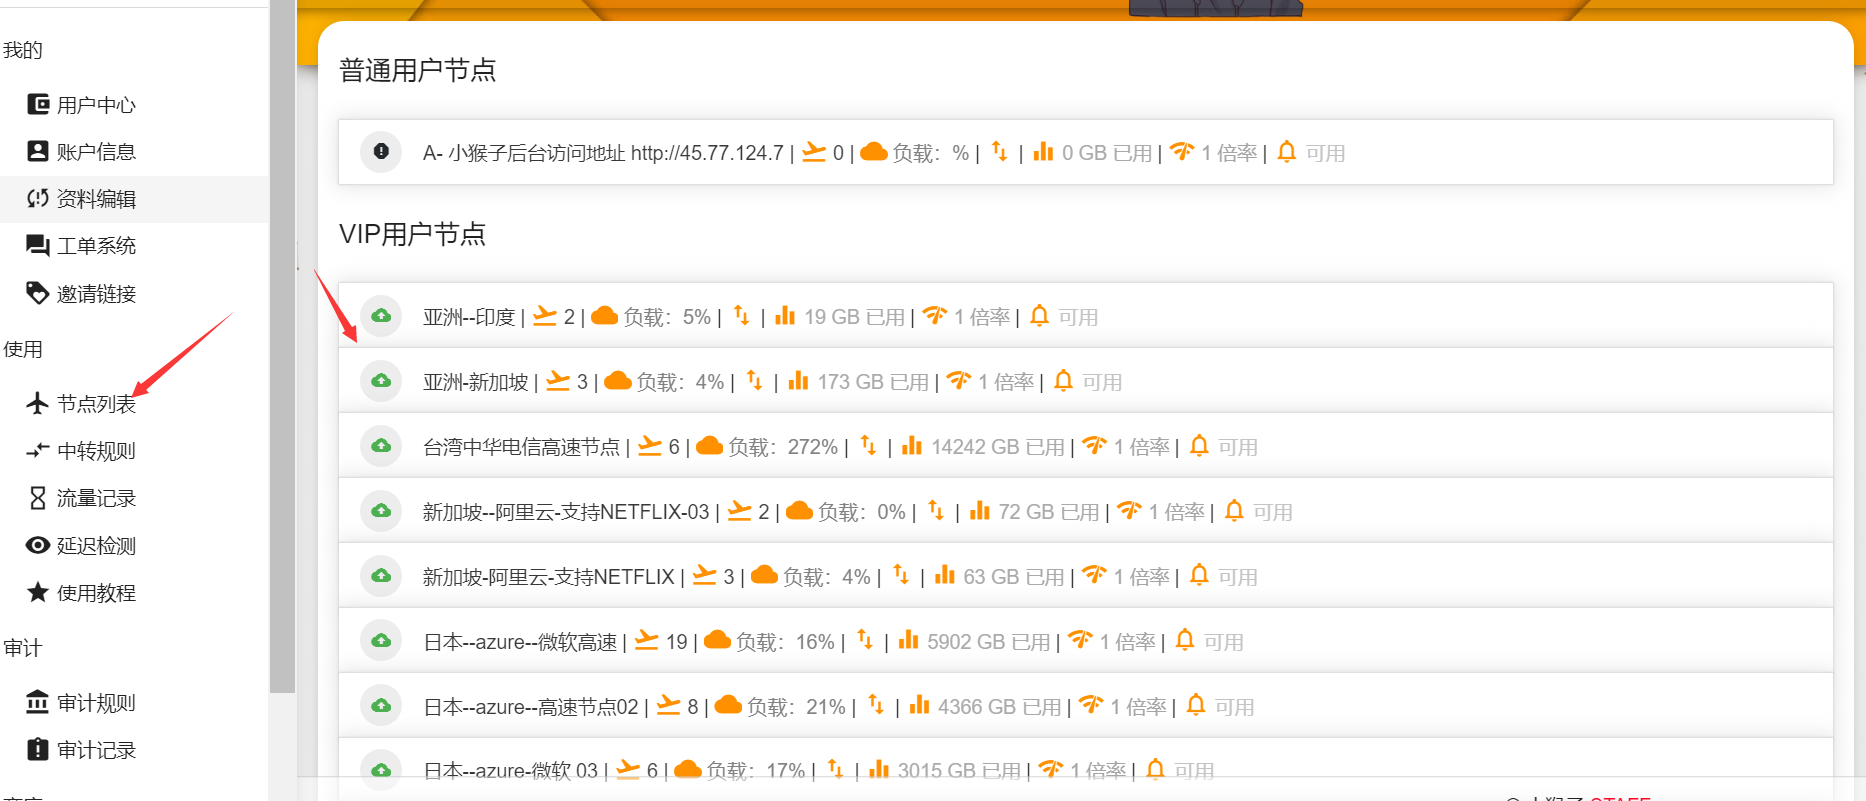 我的
用户中心
账户信息
资料编辑
工单系统
邀请链接
使用
节点列表
中转规则
流量记录
延迟检测
使用教程
审计
审计规则
审计记录
普通用户节点
A- 小猴子后台访问地址 http://45.77.124.7 | 0 | 负载：% | | 0 GB 已用 | 1 倍率 | 可用
VIP用户节点
亚洲--印度 | 2 | 负载：5% | | 19 GB 已用 | 1 倍率 | 可用
亚洲-新加坡 | 3 | 负载：4% | | 173 GB 已用 | 1 倍率 | 可用
台湾中华电信高速节点 | 6 | 负载：272% | | 14242 GB 已用 | 1 倍率 | 可用
新加坡--阿里云-支持NETFLIX-03 | 2 | 负载：0% | | 72 GB 已用 | 1 倍率 | 可用
新加坡-阿里云-支持NETFLIX | 3 | 负载：4% | | 63 GB 已用 | 1 倍率 | 可用
日本--azure--微软高速 | 19 | 负载：16% | | 5902 GB 已用 | 1 倍率 | 可用
日本--azure--高速节点02 | 8 | 负载：21% | | 4366 GB 已用 | 1 倍率 | 可用
日本--azure-微软 03 | 6 | 负载：17% | | 3015 GB 已用 | 1 倍率 | 可用
© 小猴子 STAFF